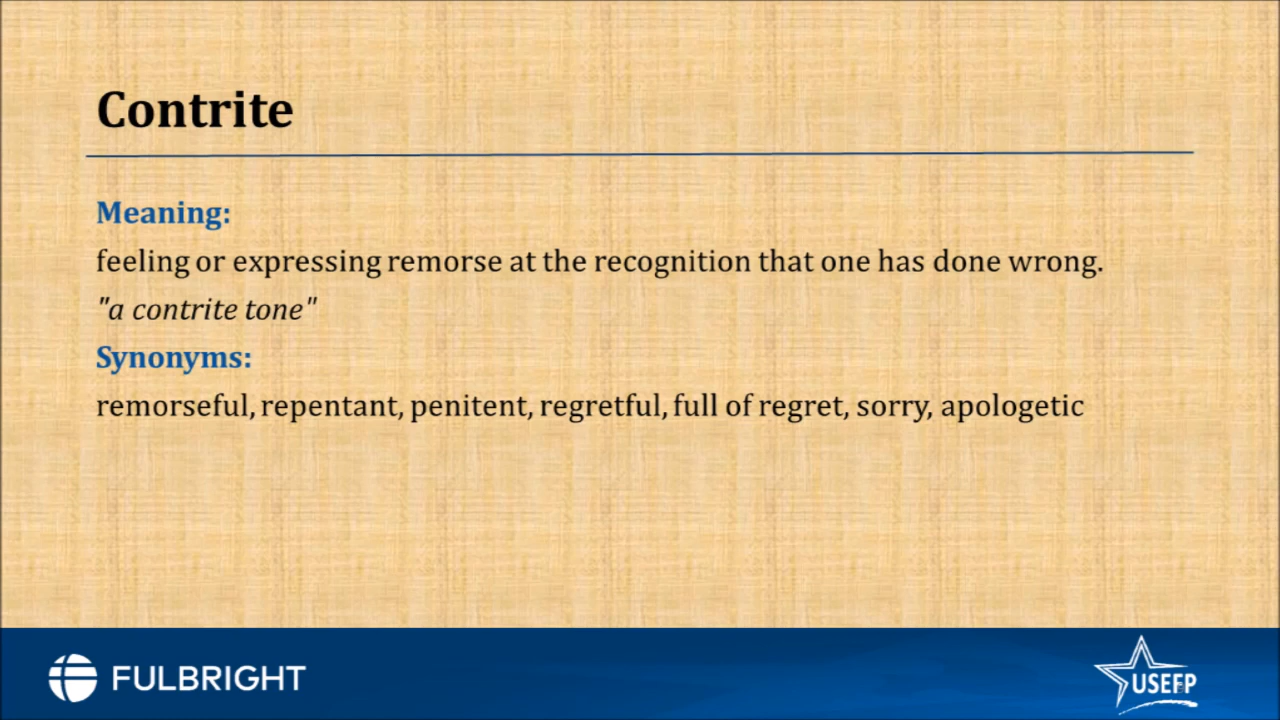 Contrite
Meaning:
feeling or expressing remorse at the recognition that one has done wrong.
"a contrite tone"
Synonyms:
remorseful, repentant, penitent, regretful, full of regret, sorry, apologetic
FULBRIGHT
USEFP